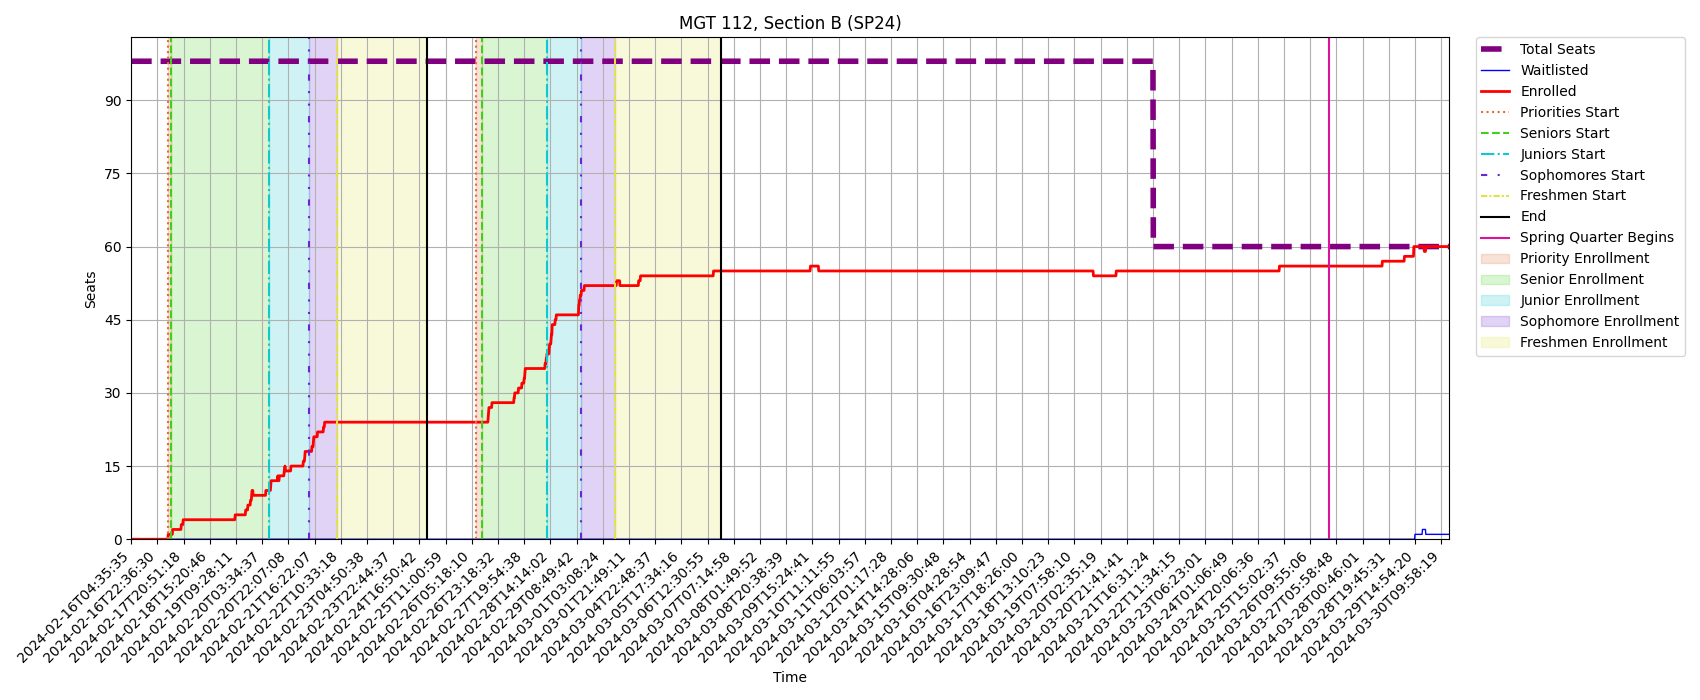 MGT 112, Section B (SP24)
Seats
90
75
60
45
30
15
0
2024-02-16T04:35:35
2024-02-16T22:36:30
2024-02-17T20:51:18
2024-02-18T15:20:46
2024-02-19T09:28:11
2024-02-20T03:34:37
2024-02-20T22:07:08
2024-02-21T16:22:07
2024-02-22T10:33:18
2024-02-23T04:50:38
2024-02-23T22:44:37
2024-02-24T16:50:42
2024-02-25T11:00:59
2024-02-26T05:18:10
2024-02-26T23:18:32
2024-02-27T19:54:38
2024-02-28T14:14:02
2024-02-29T08:49:42
2024-03-01T03:08:24
2024-03-01T21:49:11
2024-03-04T22:48:37
2024-03-05T17:34:16
2024-03-06T12:30:55
2024-03-07T07:14:58
2024-03-08T01:49:52
2024-03-08T20:38:39
2024-03-09T15:24:41
2024-03-10T11:11:55
2024-03-11T06:03:57
2024-03-12T01:17:28
2024-03-14T14:28:06
2024-03-15T09:30:48
2024-03-16T04:28:54
2024-03-16T23:09:47
2024-03-17T18:26:00
2024-03-18T13:10:23
2024-03-19T07:58:10
2024-03-20T02:35:19
2024-03-20T21:41:41
2024-03-21T16:31:24
2024-03-22T11:34:15
2024-03-23T06:23:01
2024-03-24T01:06:49
2024-03-24T20:06:36
2024-03-25T15:02:37
2024-03-26T09:55:06
2024-03-27T05:58:48
2024-03-28T00:46:01
2024-03-28T19:45:31
2024-03-29T14:54:20
2024-03-30T09:58:19
Time
Total Seats
Waitlisted
Enrolled
Priorities Start
Seniors Start
Juniors Start
Sophomores Start
Freshmen Start
End
Spring Quarter Begins
Priority Enrollment
Senior Enrollment
Junior Enrollment
Sophomore Enrollment
Freshmen Enrollment